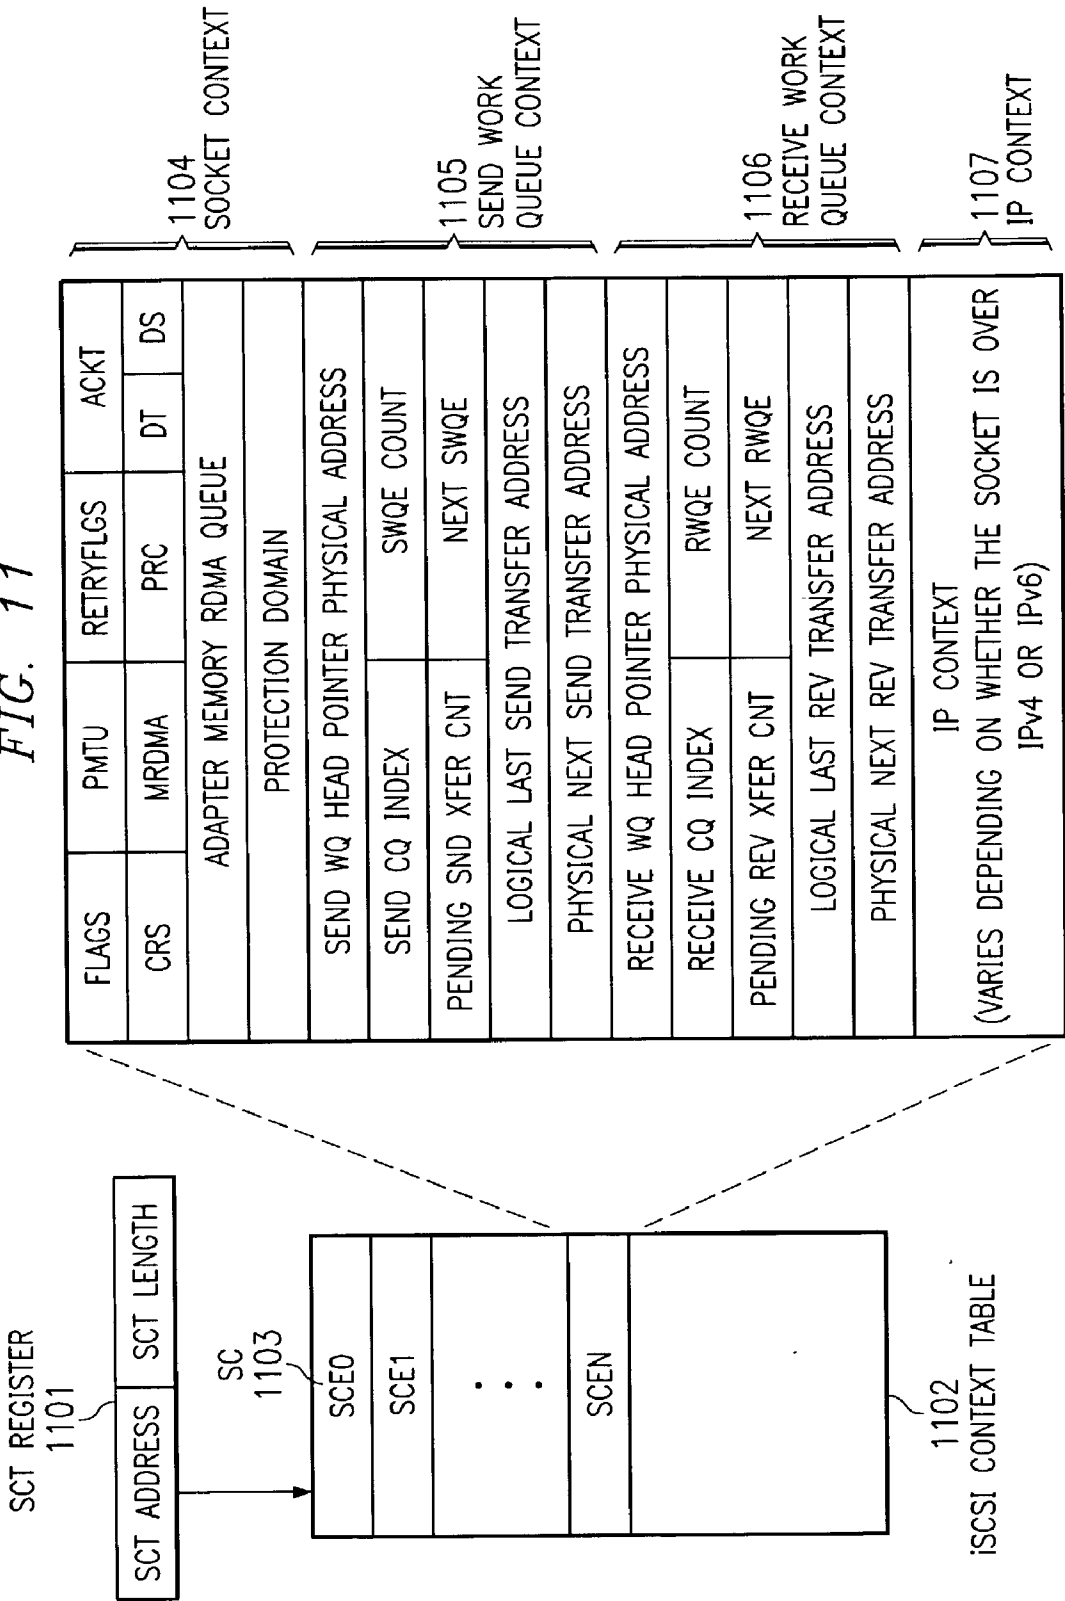 FIG. 11
SCT REGISTER
1101
SCT ADDRESS
SCT LENGTH
SC
1103
SCE0
SCE1
. . .
SCEN
1102
iSCSI CONTEXT TABLE
FLAGS
PMTU
RETRYFLGS
ACKT
CRS
MRDMA
PRC
DT
DS
ADAPTER MEMORY RDMA QUEUE
PROTECTION DOMAIN
SEND WQ HEAD POINTER PHYSICAL ADDRESS
SEND CQ INDEX
SWQE COUNT
PENDING SND XFER CNT
NEXT SWQE
LOGICAL LAST SEND TRANSFER ADDRESS
PHYSICAL NEXT SEND TRANSFER ADDRESS
RECEIVE WQ HEAD POINTER PHYSICAL ADDRESS
RECEIVE CQ INDEX
RWQE COUNT
PENDING REV XFER CNT
NEXT RWQE
LOGICAL LAST REV TRANSFER ADDRESS
PHYSICAL NEXT REV TRANSFER ADDRESS
IP CONTEXT
(VARIES DEPENDING ON WHETHER THE SOCKET IS OVER
IPv4 OR IPv6)
1104
SOCKET CONTEXT
1105
SEND WORK
QUEUE CONTEXT
1106
RECEIVE WORK
QUEUE CONTEXT
1107
IP CONTEXT